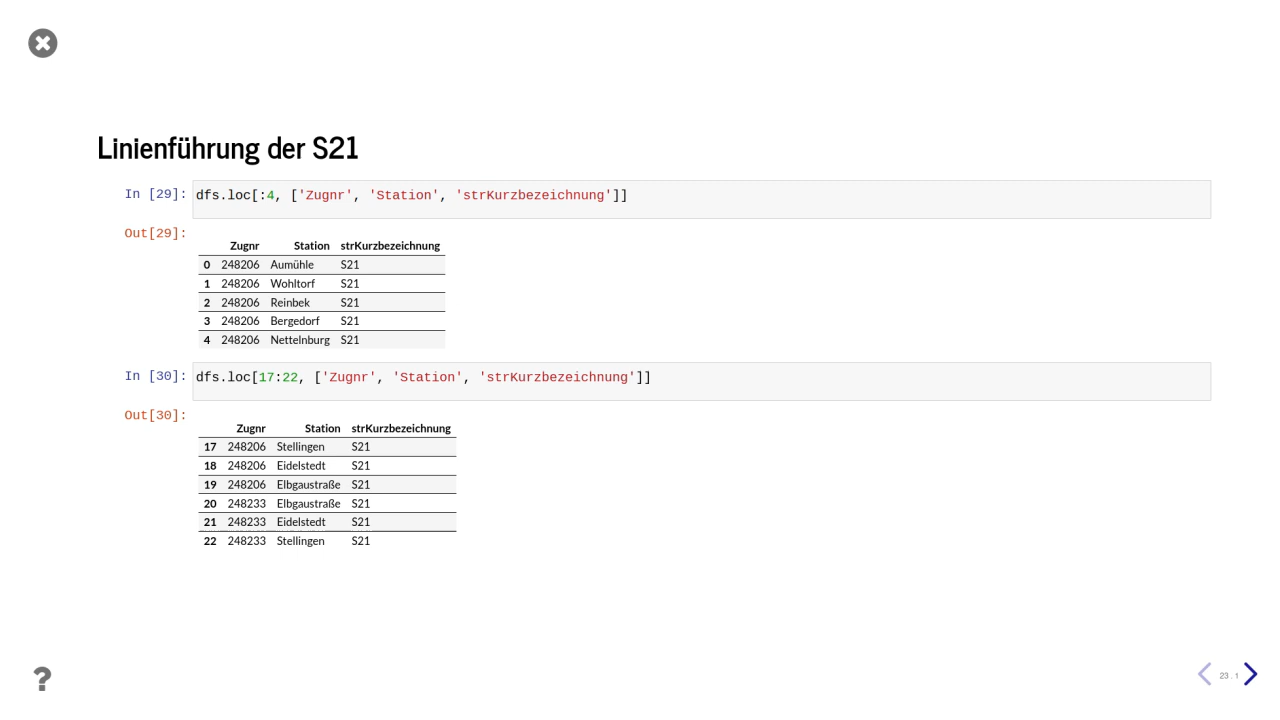 Linienführung der S21
In [29]: dfs.loc[:4, ['Zugnr', 'Station', 'strKurzbezeichnung']]
Out[29]:
Zugnr Station strKurzbezeichnung
0 248206 Aumühle S21
1 248206 Wohltorf S21
2 248206 Reinbek S21
3 248206 Bergedorf S21
4 248206 Nettelnburg S21
In [30]: dfs.loc[17:22, ['Zugnr', 'Station', 'strKurzbezeichnung']]
Out[30]:
Zugnr Station strKurzbezeichnung
17 248206 Stellingen S21
18 248206 Eidelstedt S21
19 248206 Elbgaustraße S21
20 248233 Elbgaustraße S21
21 248233 Eidelstedt S21
22 248233 Stellingen S21
?
23 . 1